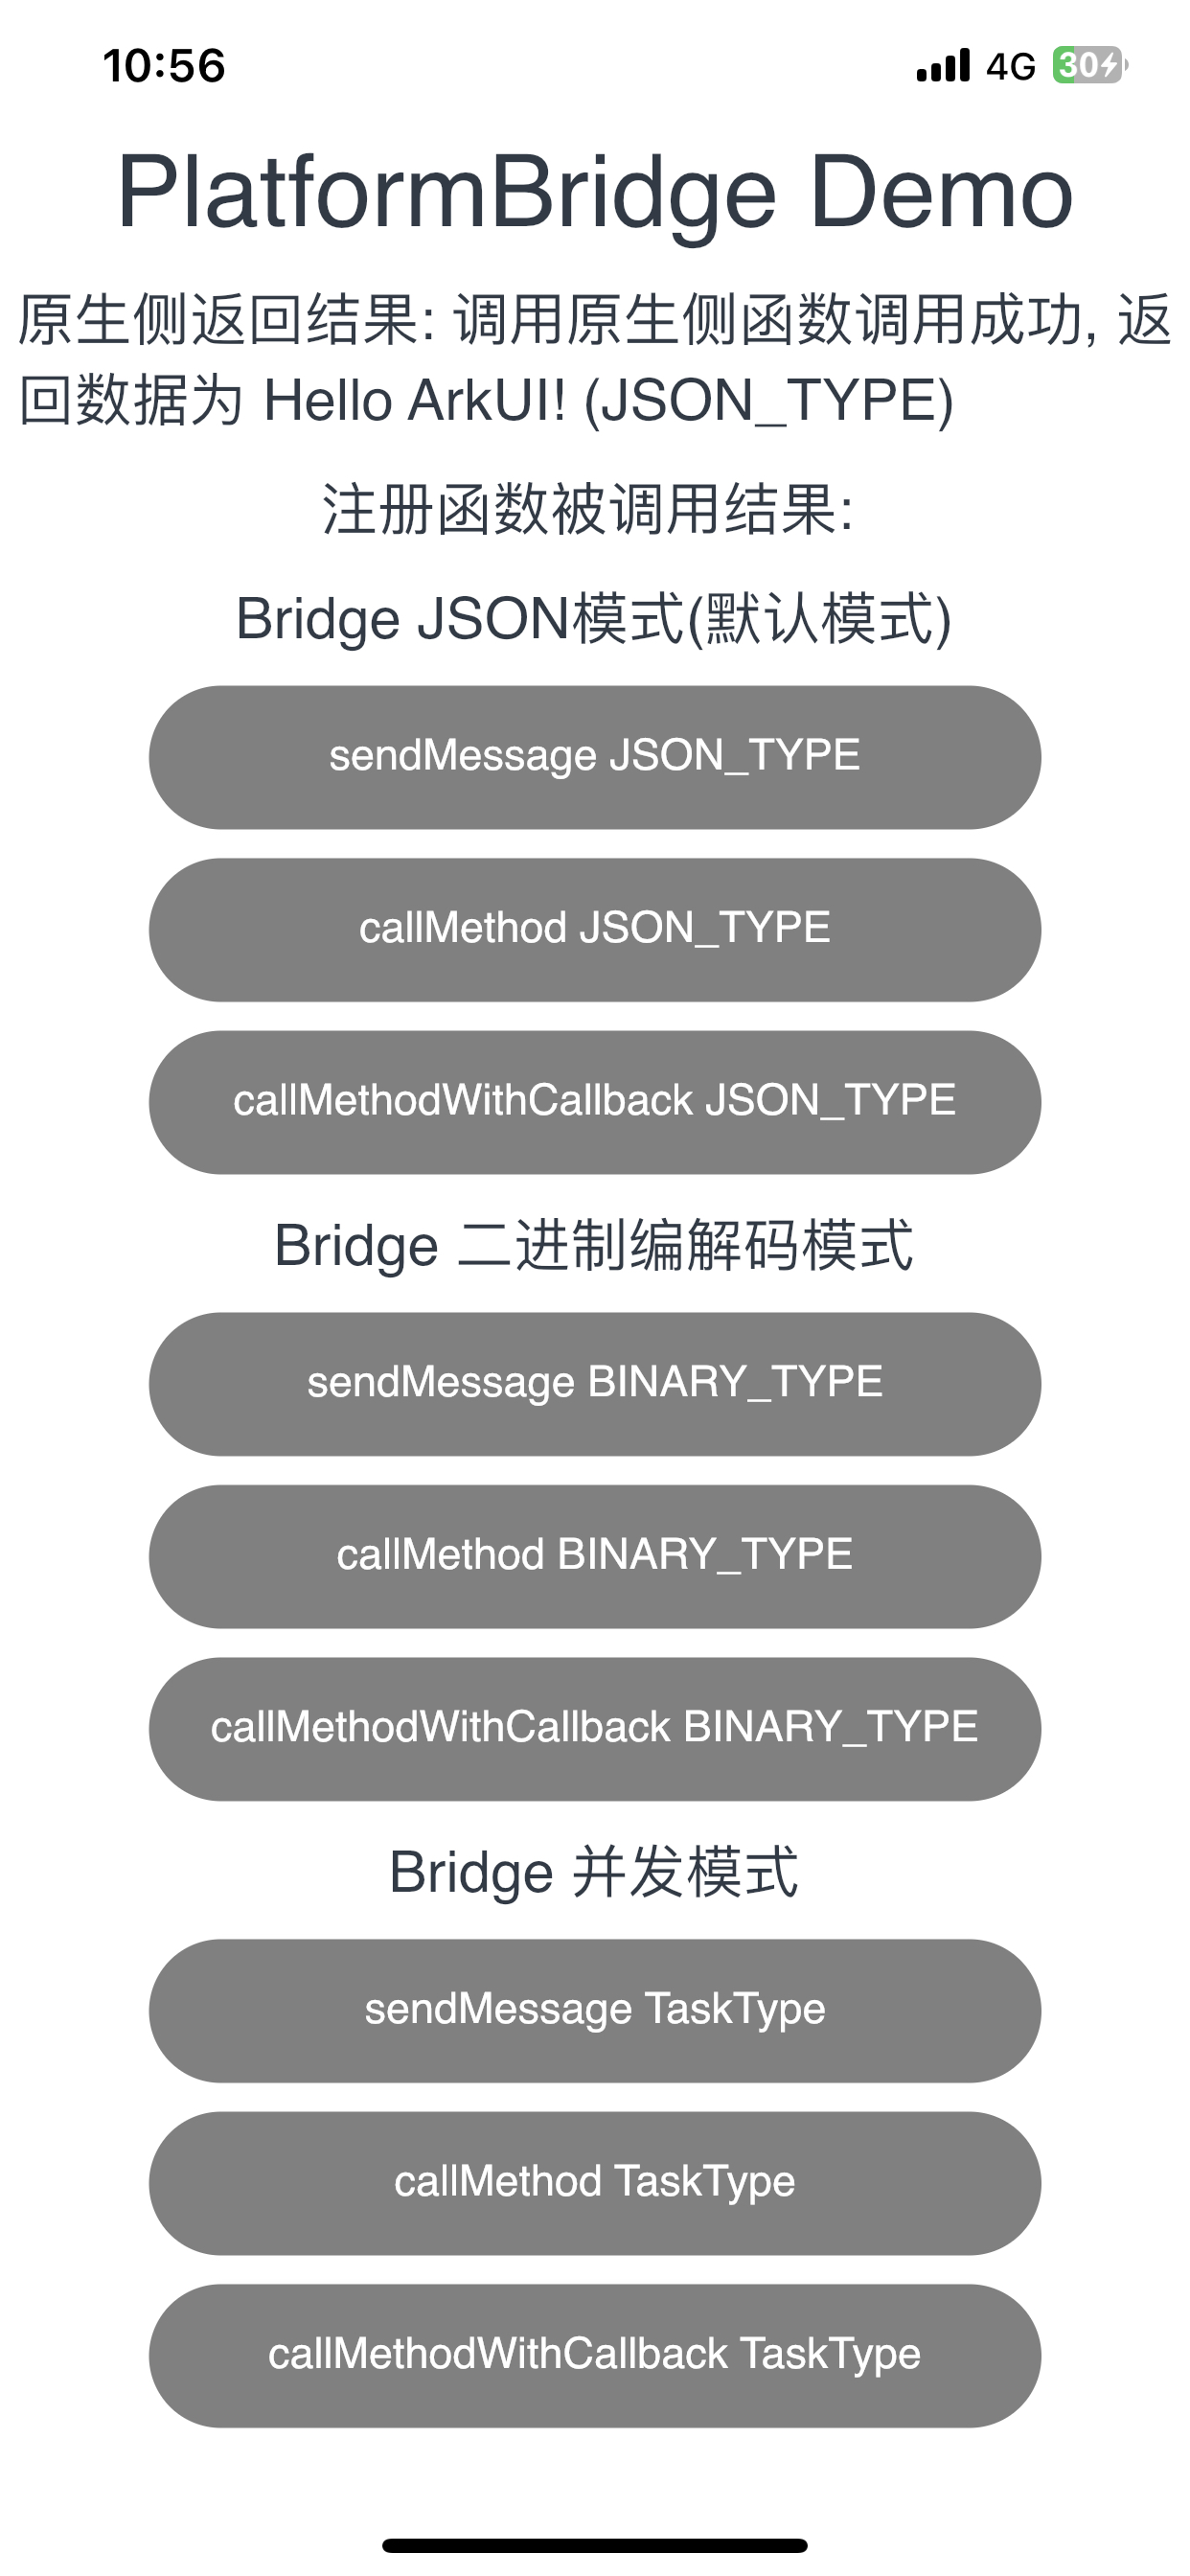 10:56 4G 30
PlatformBridge Demo
原生侧返回结果: 调用原生侧函数调用成功, 返
回数据为 Hello ArkUI! (JSON_TYPE)
注册函数被调用结果:
Bridge JSON模式(默认模式)
sendMessage JSON_TYPE
callMethod JSON_TYPE
callMethodWithCallback JSON_TYPE
Bridge 二进制编解码模式
sendMessage BINARY_TYPE
callMethod BINARY_TYPE
callMethodWithCallback BINARY_TYPE
Bridge 并发模式
sendMessage TaskType
callMethod TaskType
callMethodWithCallback TaskType